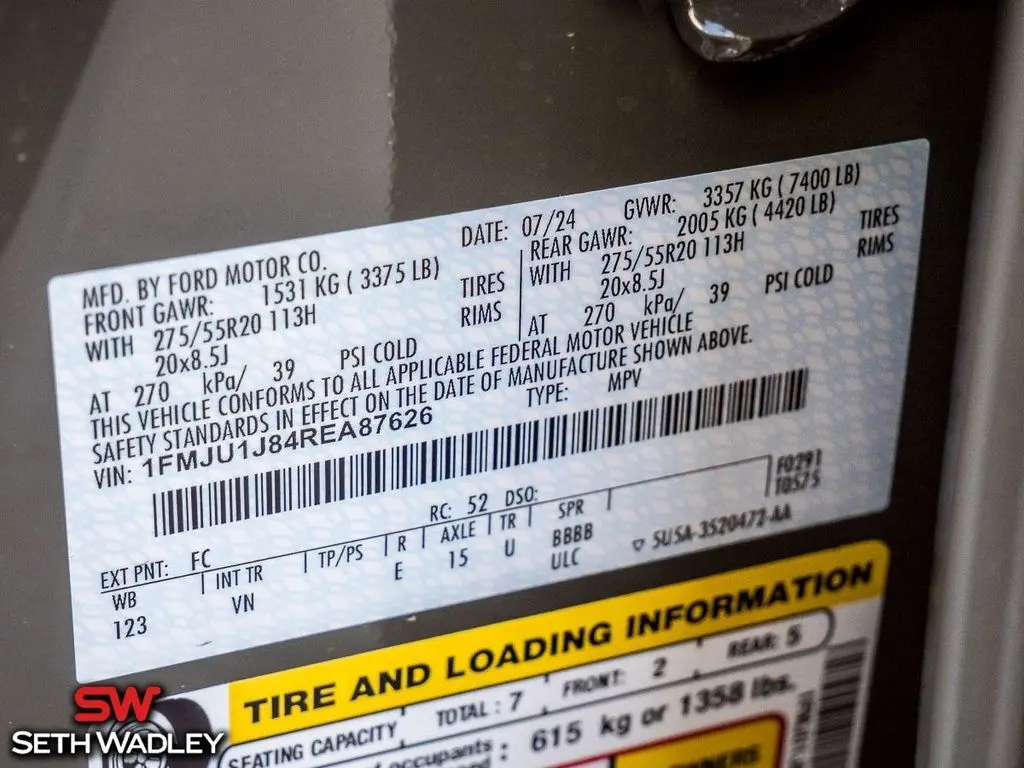 MFD. BY FORD MOTOR CO.
DATE: 07/24 GVWR: 3357 KG ( 7400 LB)
FRONT GAWR: 1531 KG ( 3375 LB)
REAR GAWR: 2005 KG ( 4420 LB)
WITH 275/55R20 113H TIRES
20x8.5J RIMS
AT 270 kPa/ 39 PSI COLD
WITH 275/55R20 113H TIRES
20x8.5J RIMS
AT 270 kPa/ 39 PSI COLD
THIS VEHICLE CONFORMS TO ALL APPLICABLE FEDERAL MOTOR VEHICLE
SAFETY STANDARDS IN EFFECT ON THE DATE OF MANUFACTURE SHOWN ABOVE.
VIN: 1FMJU1J84REA87626 TYPE: MPV
F0291
T0575
EXT PNT: FC RC: 52 DSO:
WB INT TR TP/PS R AXLE TR SPR
123 VN E 15 U BBBB
ULC
5U5A-3520472-AA
TIRE AND LOADING INFORMATION
SEATING CAPACITY TOTAL : 7 FRONT: 2 REAR: 5
occupants : 615 kg or 1358 lbs.
SW
SETH WADLEY